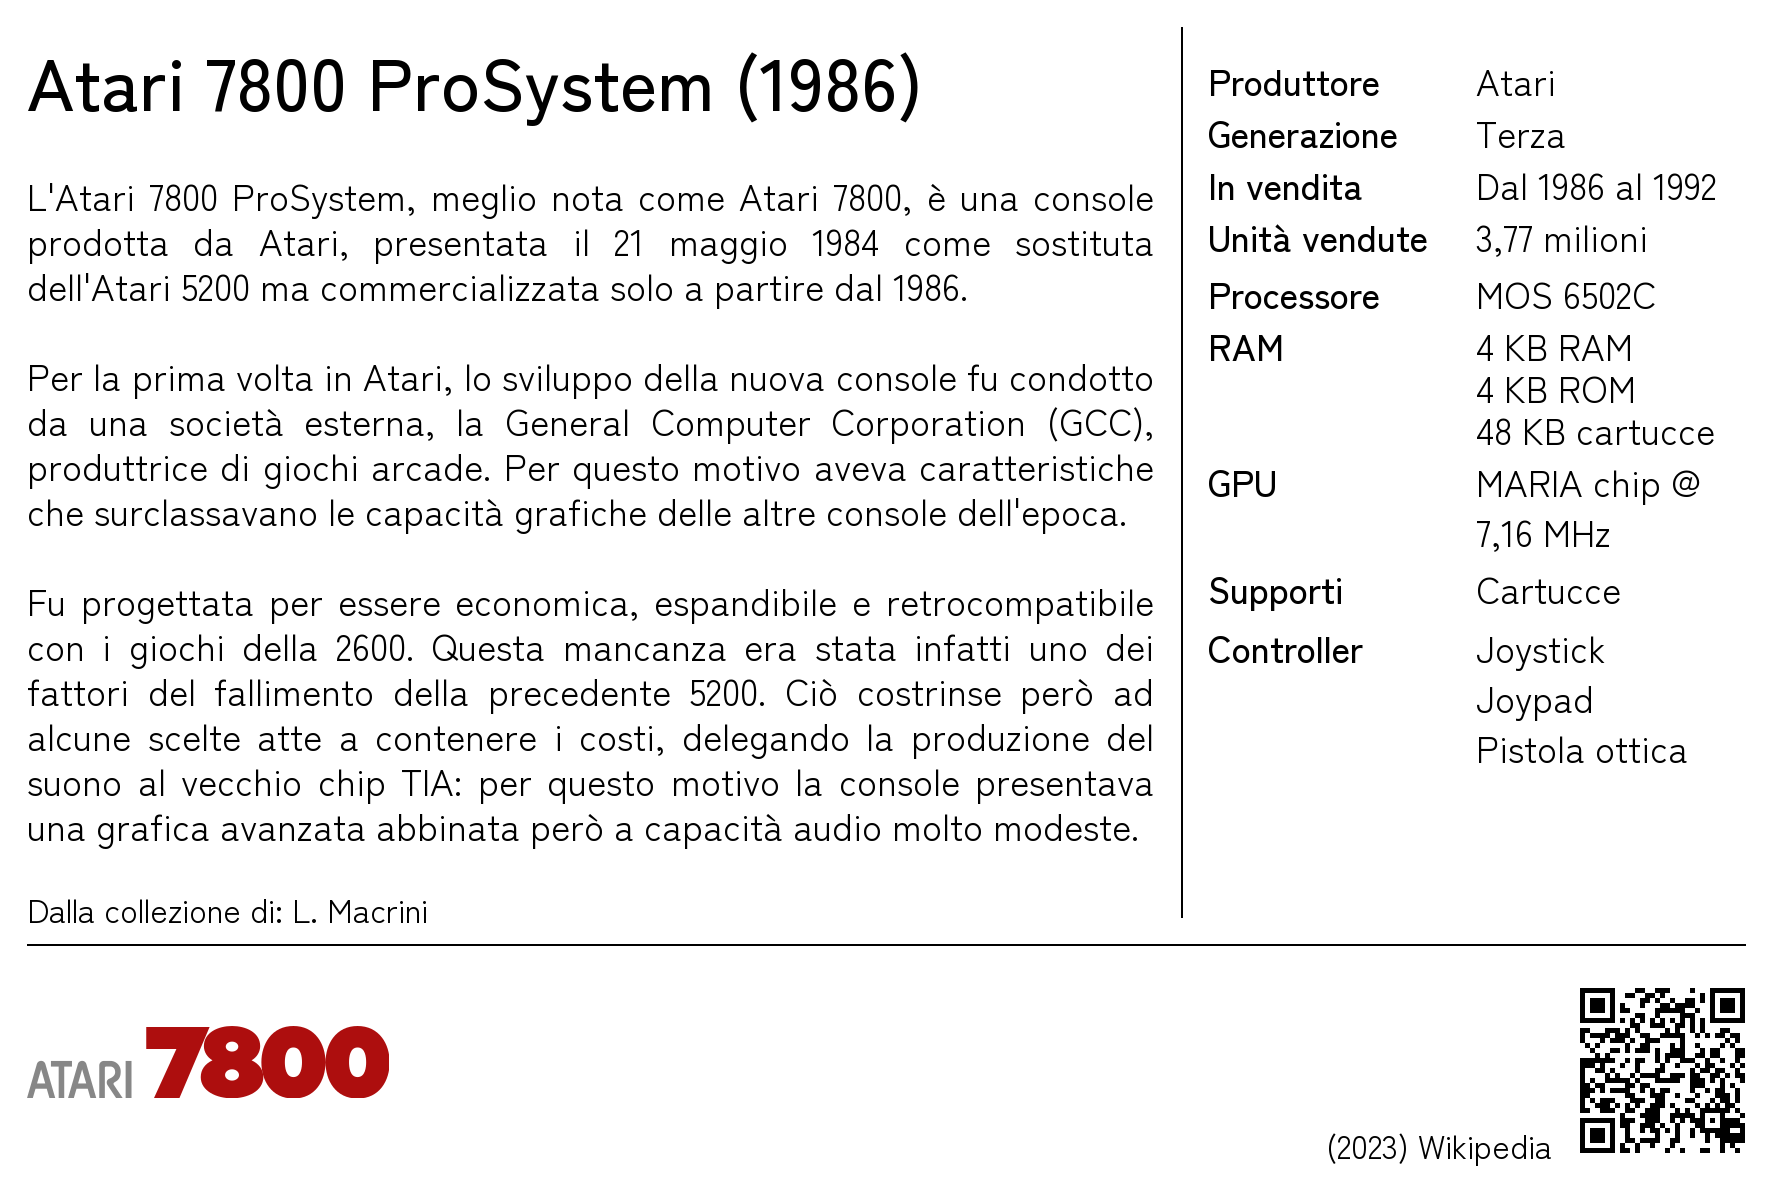 Atari 7800 ProSystem (1986)
L'Atari 7800 ProSystem, meglio nota come Atari 7800, è una console
prodotta da Atari, presentata il 21 maggio 1984 come sostituta
dell'Atari 5200 ma commercializzata solo a partire dal 1986.
Per la prima volta in Atari, lo sviluppo della nuova console fu condotto
da una società esterna, la General Computer Corporation (GCC),
produttrice di giochi arcade. Per questo motivo aveva caratteristiche
che surclassavano le capacità grafiche delle altre console dell'epoca.
Fu progettata per essere economica, espandibile e retrocompatibile
con i giochi della 2600. Questa mancanza era stata infatti uno dei
fattori del fallimento della precedente 5200. Ciò costrinse però ad
alcune scelte atte a contenere i costi, delegando la produzione del
suono al vecchio chip TIA: per questo motivo la console presentava
una grafica avanzata abbinata però a capacità audio molto modeste.
Dalla collezione di: L. Macrini
Produttore Atari
Generazione Terza
In vendita Dal 1986 al 1992
Unità vendute 3,77 milioni
Processore MOS 6502C
RAM 4 KB RAM
4 KB ROM
48 KB cartucce
GPU MARIA chip @
7,16 MHz
Supporti Cartucce
Controller Joystick
Joypad
Pistola ottica
ATARI 7800
(2023) Wikipedia